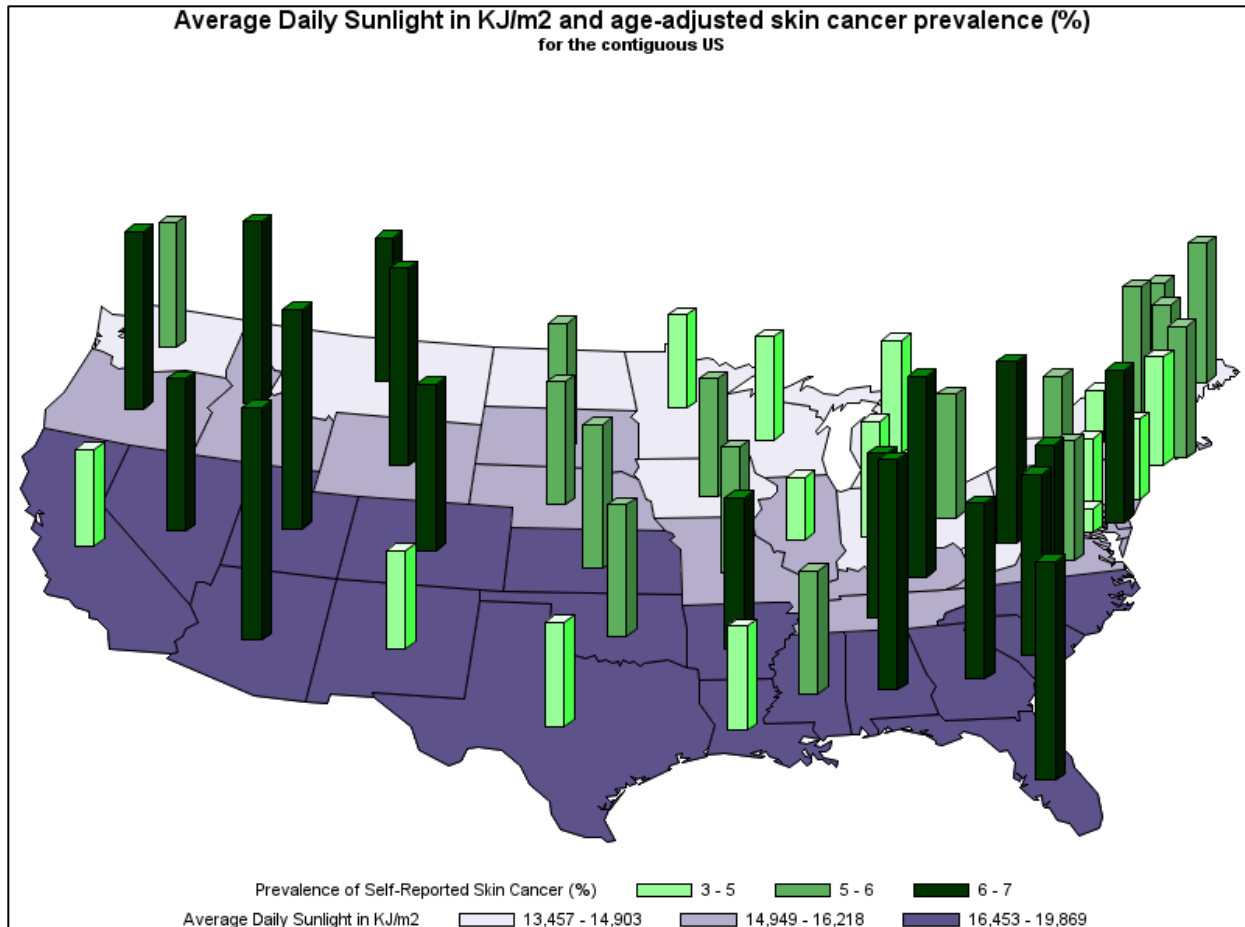 Average Daily Sunlight in KJ/m2 and age-adjusted skin cancer prevalence (%)
for the contiguous US
Prevalence of Self-Reported Skin Cancer (%) 3 - 5 5 - 6 6 - 7
Average Daily Sunlight in KJ/m2 13,457 - 14,903 14,949 - 16,218 16,453 - 19,869